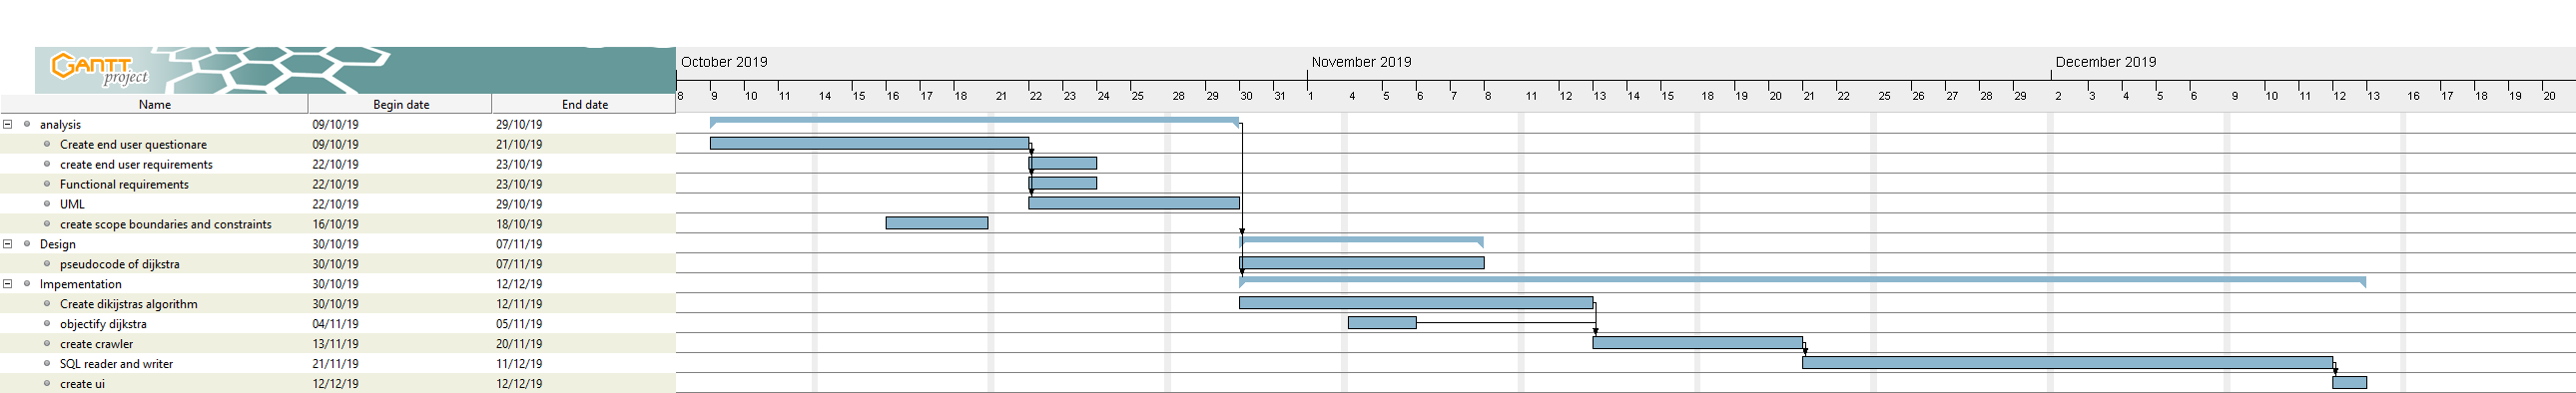 GANTT project
October 2019 November 2019 December 2019
Name Begin date End date
8 9 10 11 14 15 16 17 18 21 22 23 24 25 28 29 30 31 1 4 5 6 7 8 11 12 13 14 15 18 19 20 21 22 25 26 27 28 29 2 3 4 5 6 9 10 11 12 13 16 17 18 19 20
analysis 09/10/19 29/10/19
Create end user questionare 09/10/19 21/10/19
create end user requirements 22/10/19 23/10/19
Functional requirements 22/10/19 23/10/19
UML 22/10/19 29/10/19
create scope boundaries and constraints 16/10/19 18/10/19
Design 30/10/19 07/11/19
pseudocode of dijkstra 30/10/19 07/11/19
Impementation 30/10/19 12/12/19
Create dikijstras algorithm 30/10/19 12/11/19
objectify dijkstra 04/11/19 05/11/19
create crawler 13/11/19 20/11/19
SQL reader and writer 21/11/19 11/12/19
create ui 12/12/19 12/12/19